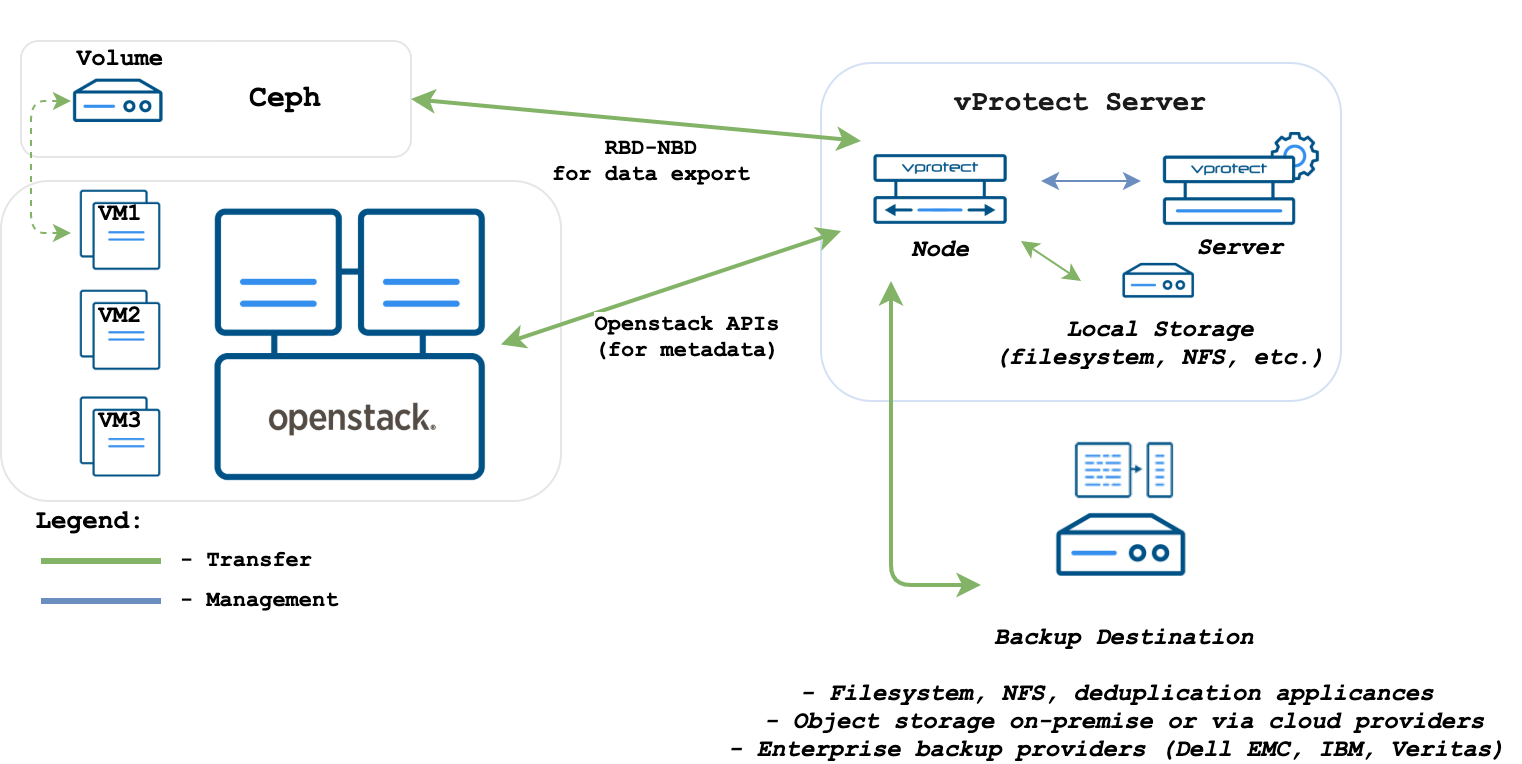 Volume
Ceph
vProtect Server
RBD-NBD
for data export
vprotect
vprotect
VM1
Node
Server
VM2
Openstack APIs
(for metadata)
Local Storage
(filesystem, NFS, etc.)
VM3
openstack.
Legend:
- Transfer
- Management
Backup Destination
- Filesystem, NFS, deduplication applicances
- Object storage on-premise or via cloud providers
- Enterprise backup providers (Dell EMC, IBM, Veritas)